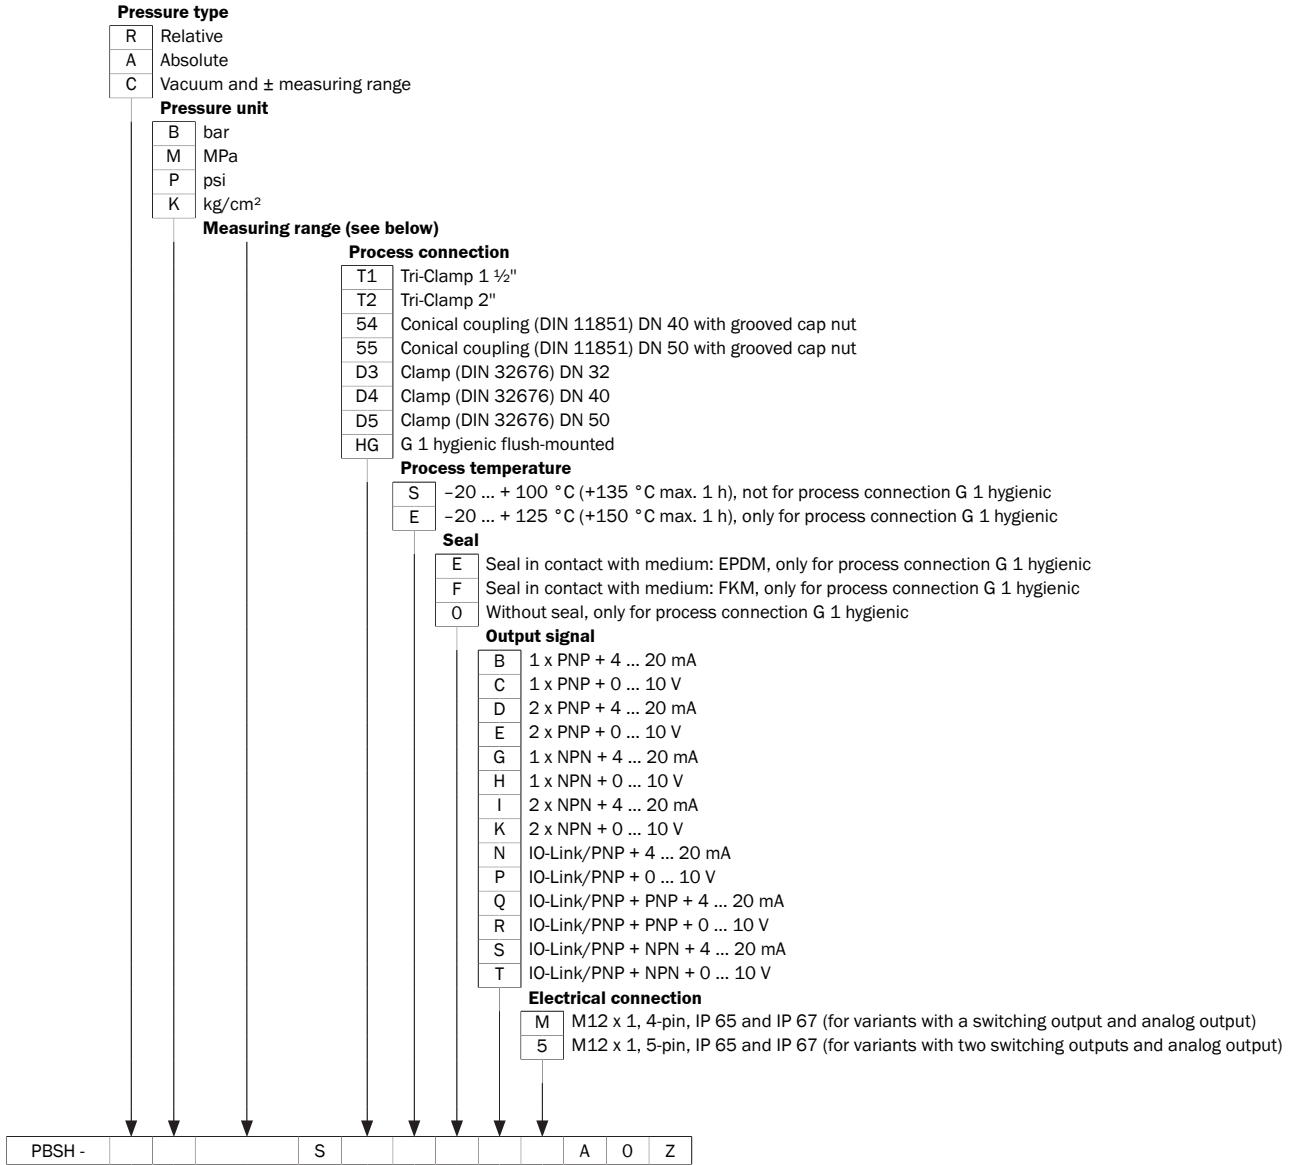 Pressure type
R Relative
A Absolute
C Vacuum and ± measuring range
Pressure unit
B bar
M MPa
P psi
K kg/cm²
Measuring range (see below)
Process connection
T1 Tri-Clamp 1 ½"
T2 Tri-Clamp 2"
54 Conical coupling (DIN 11851) DN 40 with grooved cap nut
55 Conical coupling (DIN 11851) DN 50 with grooved cap nut
D3 Clamp (DIN 32676) DN 32
D4 Clamp (DIN 32676) DN 40
D5 Clamp (DIN 32676) DN 50
HG G 1 hygienic flush-mounted
Process temperature
S –20 ... + 100 °C (+135 °C max. 1 h), not for process connection G 1 hygienic
E –20 ... + 125 °C (+150 °C max. 1 h), only for process connection G 1 hygienic
Seal
E Seal in contact with medium: EPDM, only for process connection G 1 hygienic
F Seal in contact with medium: FKM, only for process connection G 1 hygienic
0 Without seal, only for process connection G 1 hygienic
Output signal
B 1 x PNP + 4 ... 20 mA
C 1 x PNP + 0 ... 10 V
D 2 x PNP + 4 ... 20 mA
E 2 x PNP + 0 ... 10 V
G 1 x NPN + 4 ... 20 mA
H 1 x NPN + 0 ... 10 V
I 2 x NPN + 4 ... 20 mA
K 2 x NPN + 0 ... 10 V
N IO-Link/PNP + 4 ... 20 mA
P IO-Link/PNP + 0 ... 10 V
Q IO-Link/PNP + PNP + 4 ... 20 mA
R IO-Link/PNP + PNP + 0 ... 10 V
S IO-Link/PNP + NPN + 4 ... 20 mA
T IO-Link/PNP + NPN + 0 ... 10 V
Electrical connection
M M12 x 1, 4-pin, IP 65 and IP 67 (for variants with a switching output and analog output)
5 M12 x 1, 5-pin, IP 65 and IP 67 (for variants with two switching outputs and analog output)
PBSH - S A 0 Z